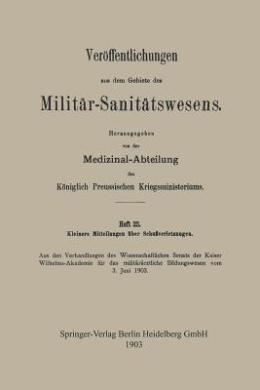 Veröffentlichungen
aus dem Gebiete des
Militär-Sanitätswesens.
Herausgegeben
von der
Medizinal-Abteilung
des
Königlich Preussischen Kriegsministeriums.
Heft III.
Kleinere Mitteilungen über Schußverletzungen.
Aus den Verhandlungen des Wissenschaftlichen Senats der Kaiser
Wilhelms-Akademie für das militärärztliche Bildungswesen vom
3. Juni 1903.
Springer-Verlag Berlin Heidelberg GmbH
1903